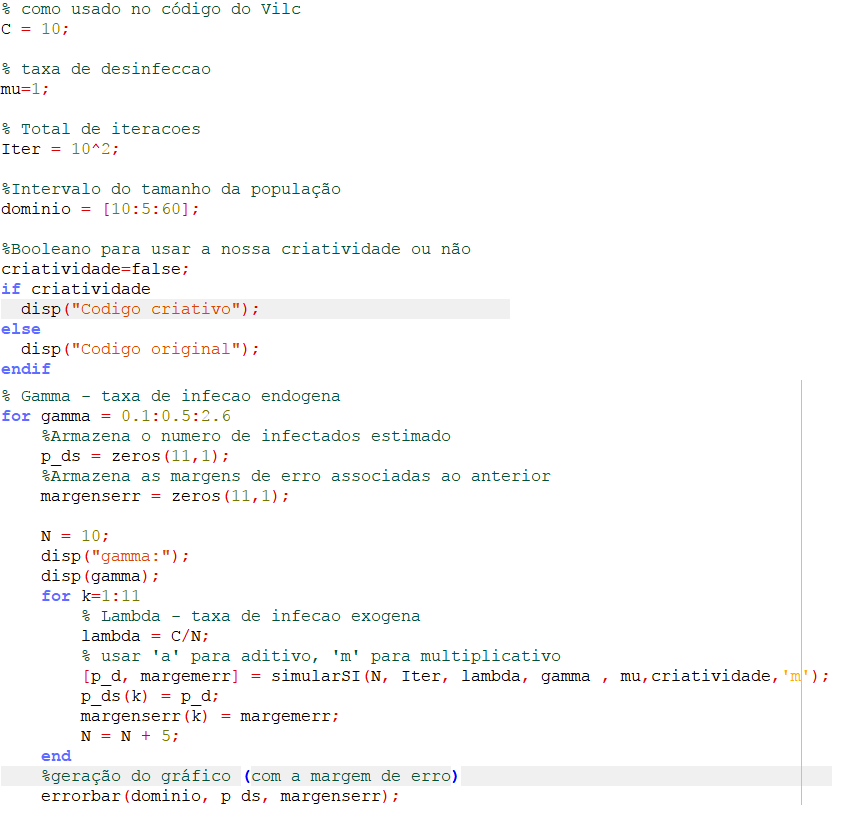 % como usado no código do Vilc
C = 10;
% taxa de desinfeccao
mu=1;
% Total de iteracoes
Iter = 10^2;
%Intervalo do tamanho da população
dominio = [10:5:60];
%Booleano para usar a nossa criatividade ou não
criatividade=false;
if criatividade
  disp("Codigo criativo");
else
  disp("Codigo original");
endif
% Gamma - taxa de infecao endogena
for gamma = 0.1:0.5:2.6
    %Armazena o numero de infectados estimado
    p_ds = zeros(11,1);
    %Armazena as margens de erro associadas ao anterior
    margenserr = zeros(11,1);
    N = 10;
    disp("gamma:");
    disp(gamma);
    for k=1:11
        % Lambda - taxa de infecao exogena
        lambda = C/N;
        % usar 'a' para aditivo, 'm' para multiplicativo
        [p_d, margemerr] = simularSI(N, Iter, lambda, gamma , mu,criatividade,'m');
        p_ds(k) = p_d;
        margenserr(k) = margemerr;
        N = N + 5;
    end
    %geração do gráfico (com a margem de erro)
    errorbar(dominio, p ds, margenserr);